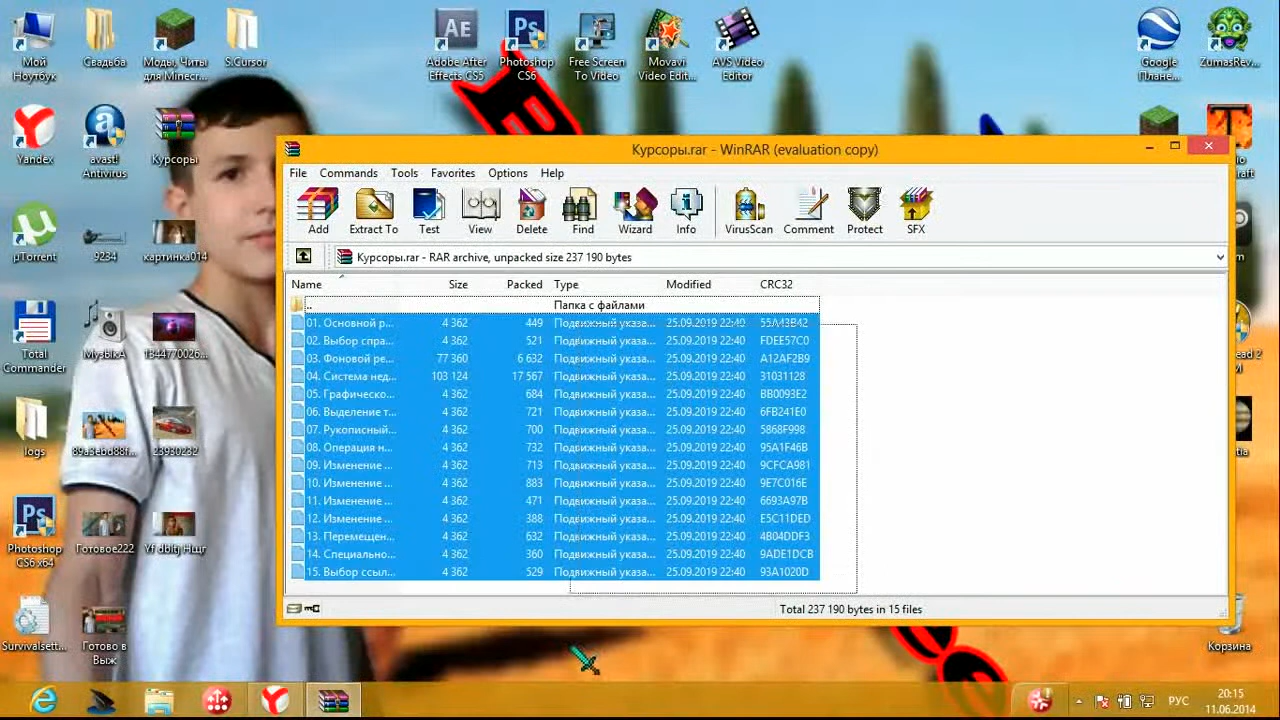 Мой
Ноутбук
Свадьба
Моды, Читы
для Minecr...
S.Cursor
Adobe After
Effects CS5
Photoshop
CS6
Free Screen
To Video
Movavi
Video Edit...
AVS Video
Editor
Google
Плане...
ZumasRev...
Yandex
avast!
Antivirus
Курсоры
µTorrent
9234
картинка014
Total
Commander
МузЫкА
1344770026...
logs
89a3ebd88f...
23930232
Photoshop
CS6 x64
Готовое222
Yf dbltj Нщг
Survivalsett...
Готово в
Выж
Курсоры.rar - WinRAR (evaluation copy)
File Commands Tools Favorites Options Help
Add Extract To Test View Delete Find Wizard Info VirusScan Comment Protect SFX
Курсоры.rar - RAR archive, unpacked size 237 190 bytes
Name Size Packed Type Modified CRC32
.. Папка с файлами
01. Основной р... 4 362 449 Подвижный указа... 25.09.2019 22:40 55A43B42
02. Выбор спра... 4 362 521 Подвижный указа... 25.09.2019 22:40 FDEE57C0
03. Фоновой ре... 77 360 6 632 Подвижный указа... 25.09.2019 22:40 A12AF2B9
04. Система нед... 103 124 17 567 Подвижный указа... 25.09.2019 22:40 31031128
05. Графическо... 4 362 684 Подвижный указа... 25.09.2019 22:40 BB0093E2
06. Выделение т... 4 362 721 Подвижный указа... 25.09.2019 22:40 6FB241E0
07. Рукописный... 4 362 700 Подвижный указа... 25.09.2019 22:40 5868F998
08. Операция н... 4 362 732 Подвижный указа... 25.09.2019 22:40 95A1F46B
09. Изменение ... 4 362 713 Подвижный указа... 25.09.2019 22:40 9CFCA981
10. Изменение ... 4 362 883 Подвижный указа... 25.09.2019 22:40 9E7C016E
11. Изменение ... 4 362 471 Подвижный указа... 25.09.2019 22:40 6693A97B
12. Изменение ... 4 362 388 Подвижный указа... 25.09.2019 22:40 E5C11DED
13. Перемещен... 4 362 632 Подвижный указа... 25.09.2019 22:40 4B04DDF3
14. Специально... 4 362 360 Подвижный указа... 25.09.2019 22:40 9ADE1DCB
15. Выбор ссыл... 4 362 529 Подвижный указа... 25.09.2019 22:40 93A1020D
Total 237 190 bytes in 15 files
Корзина
РУС
20:15
11.06.2014